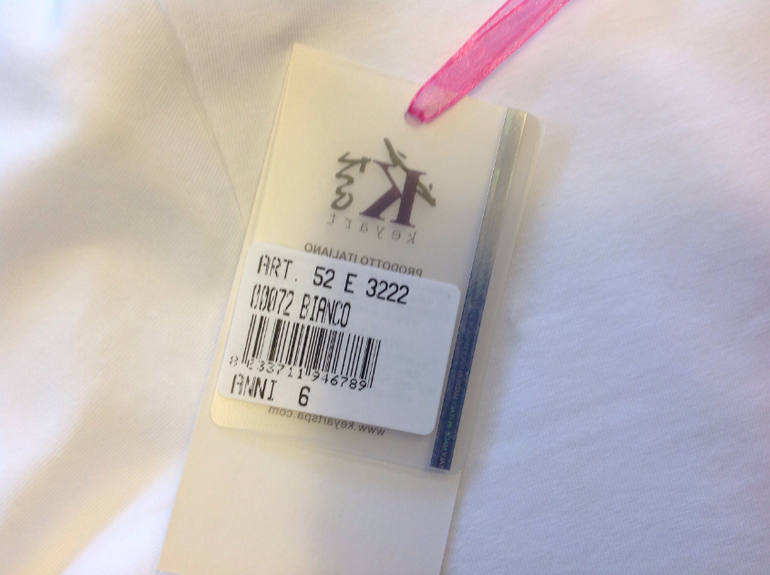 K
keyart
PRODOTTO ITALIANO
ART. 52 E 3222
00072 BIANCO
8 033711 946789
ANNI 6
www.keyartspa.com